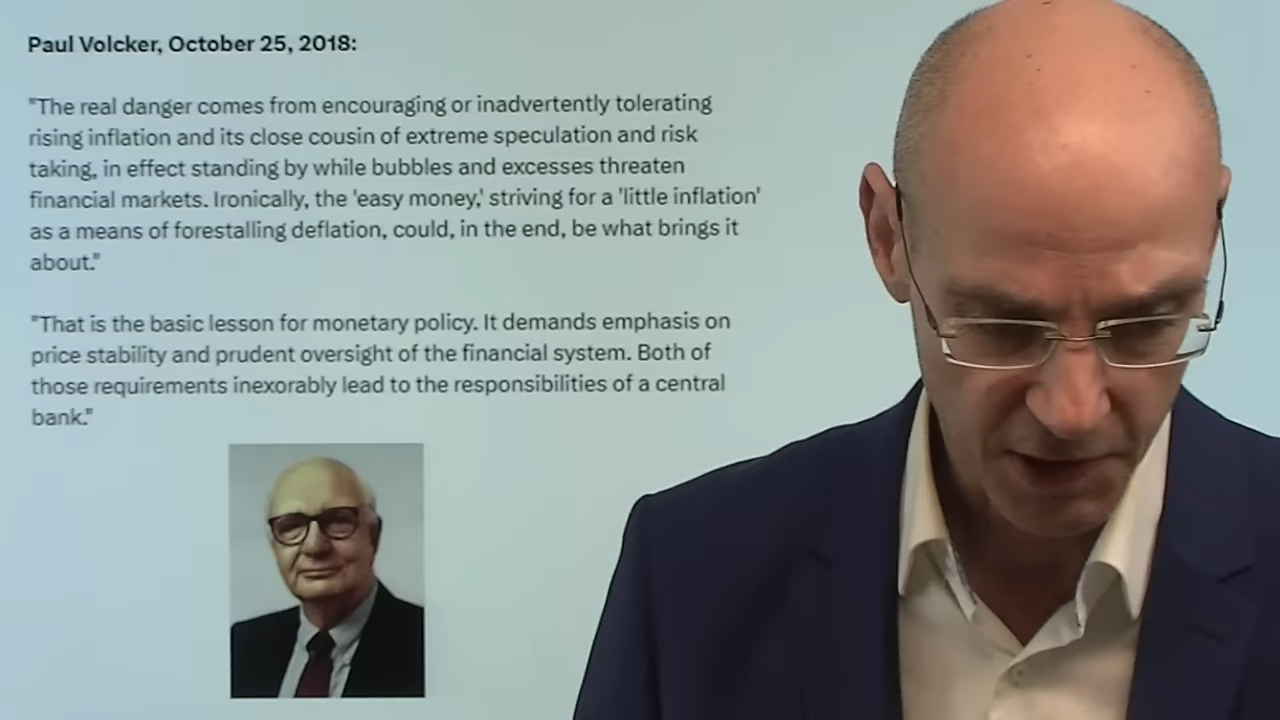 Paul Volcker, October 25, 2018:
"The real danger comes from encouraging or inadvertently tolerating
rising inflation and its close cousin of extreme speculation and risk
taking, in effect standing by while bubbles and excesses threaten
financial markets. Ironically, the 'easy money,' striving for a 'little inflation'
as a means of forestalling deflation, could, in the end, be what brings it
about."
"That is the basic lesson for monetary policy. It demands emphasis on
price stability and prudent oversight of the financial system. Both of
those requirements inexorably lead to the responsibilities of a central
bank."